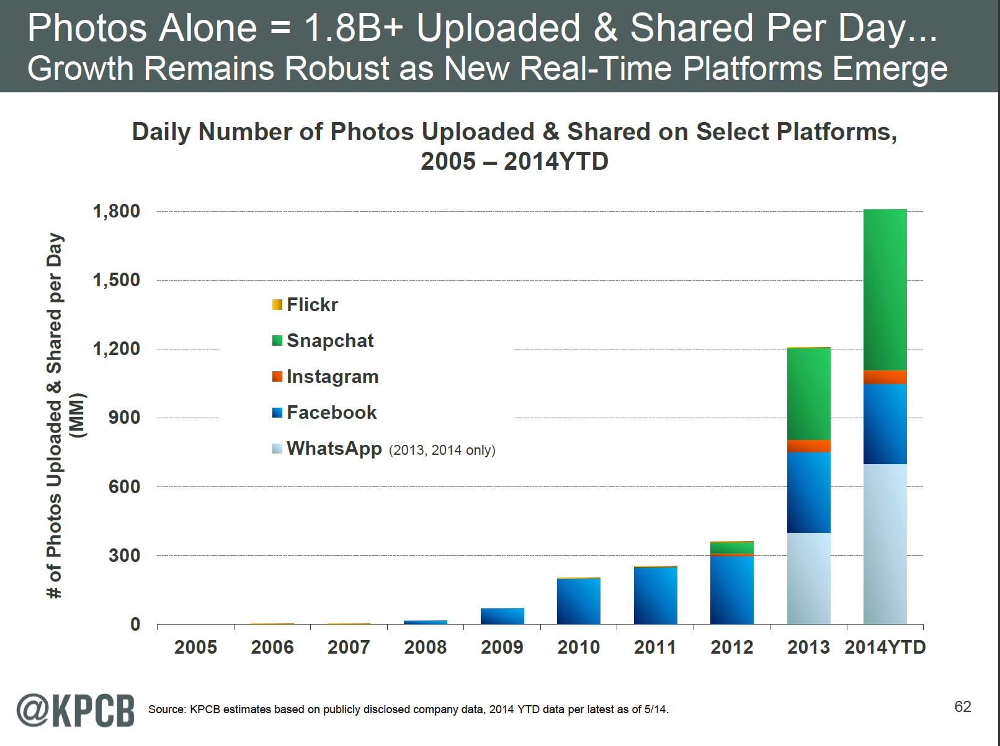 Photos Alone = 1.8B+ Uploaded & Shared Per Day...
Growth Remains Robust as New Real-Time Platforms Emerge
Daily Number of Photos Uploaded & Shared on Select Platforms,
2005 – 2014YTD
# of Photos Uploaded & Shared per Day
(MM)
1,800
1,500
1,200
900
600
300
0
Flickr
Snapchat
Instagram
Facebook
WhatsApp (2013, 2014 only)
2005 2006 2007 2008 2009 2010 2011 2012 2013 2014YTD
@KPCB
Source: KPCB estimates based on publicly disclosed company data, 2014 YTD data per latest as of 5/14.
62